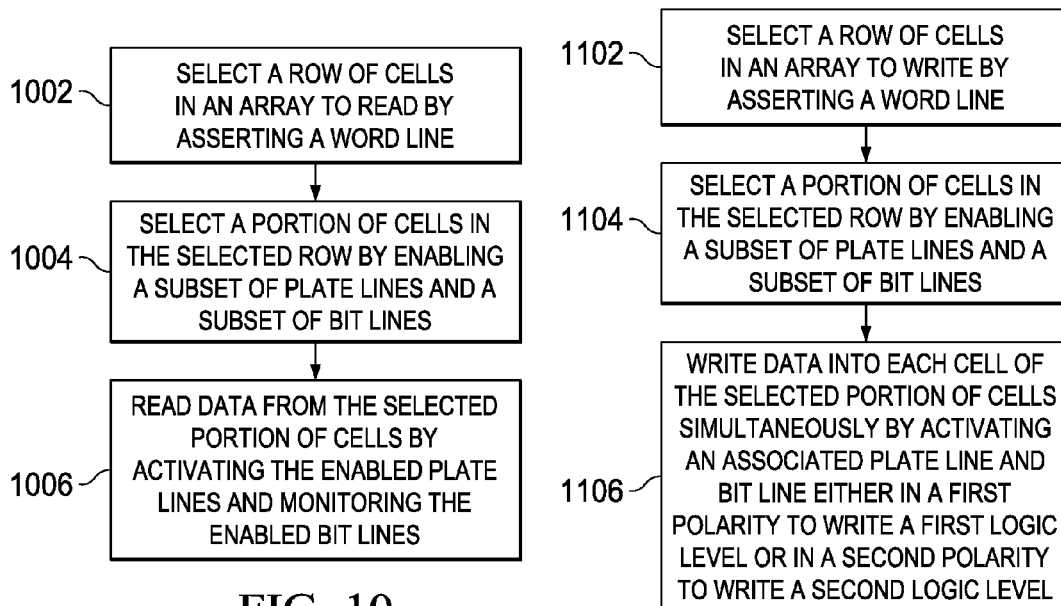 1002
SELECT A ROW OF CELLS
IN AN ARRAY TO READ BY
ASSERTING A WORD LINE
1004
SELECT A PORTION OF CELLS IN
THE SELECTED ROW BY ENABLING
A SUBSET OF PLATE LINES AND A
SUBSET OF BIT LINES
1006
READ DATA FROM THE SELECTED
PORTION OF CELLS BY
ACTIVATING THE ENABLED PLATE
LINES AND MONITORING THE
ENABLED BIT LINES
FIG. 10
1102
SELECT A ROW OF CELLS
IN AN ARRAY TO WRITE BY
ASSERTING A WORD LINE
1104
SELECT A PORTION OF CELLS IN
THE SELECTED ROW BY ENABLING
A SUBSET OF PLATE LINES AND A
SUBSET OF BIT LINES
1106
WRITE DATA INTO EACH CELL OF
THE SELECTED PORTION OF CELLS
SIMULTANEOUSLY BY ACTIVATING
AN ASSOCIATED PLATE LINE AND
BIT LINE EITHER IN A FIRST
POLARITY TO WRITE A FIRST LOGIC
LEVEL OR IN A SECOND POLARITY
TO WRITE A SECOND LOGIC LEVEL